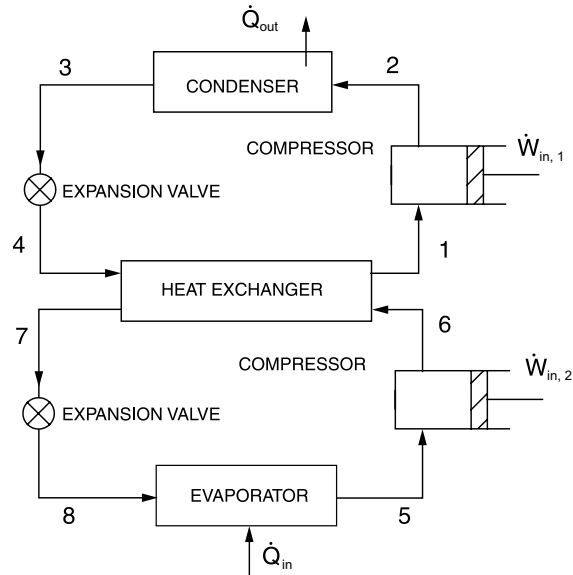 Q̇out
3
2
CONDENSER
COMPRESSOR
Ẇin, 1
EXPANSION VALVE
4
1
HEAT EXCHANGER
7
6
COMPRESSOR
Ẇin, 2
EXPANSION VALVE
EVAPORATOR
8
5
Q̇in